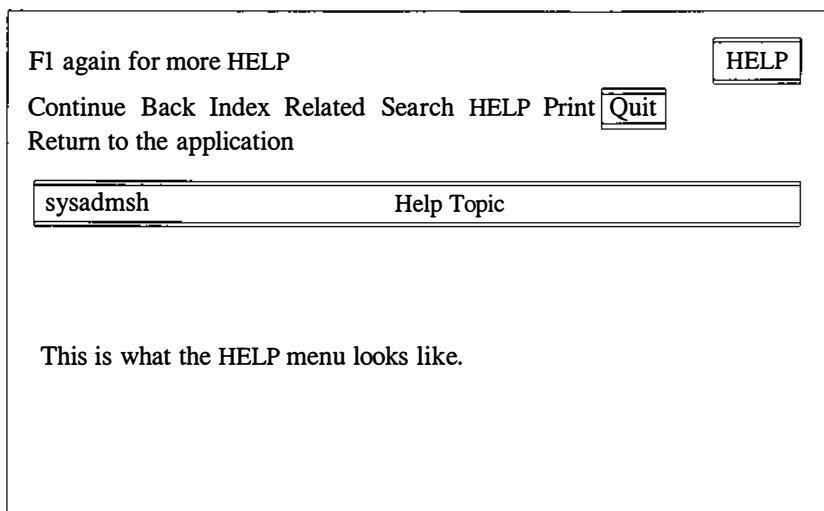 F1 again for more HELP HELP
Continue Back Index Related Search HELP Print Quit
Return to the application
sysadmsh Help Topic
This is what the HELP menu looks like.